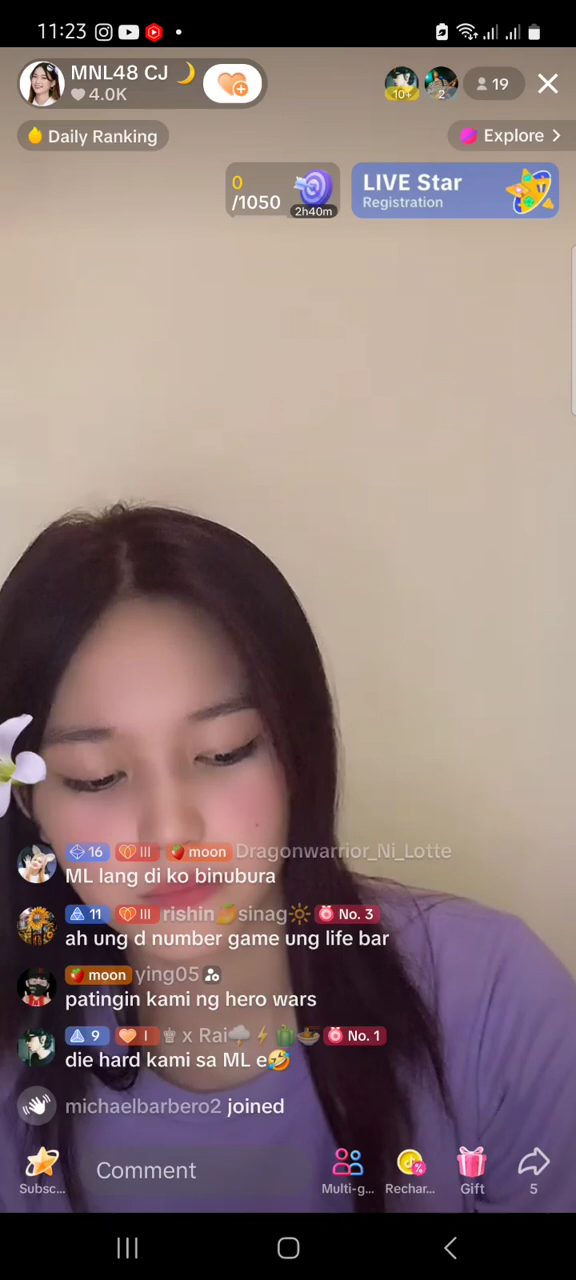 11:23
MNL48 CJ 🌙
4.0K
10+
2
19
Daily Ranking
Explore >
0
/1050
2h40m
LIVE Star
Registration
16 III moon Dragonwarrior_Ni_Lotte
ML lang di ko binubura
11 III rishin🥭sinag🔆 No. 3
ah ung d number game ung life bar
moon ying05
patingin kami ng hero wars
9 I ♚ x Rai🌩️⚡🎍🍲 No. 1
die hard kami sa ML e🤣
michaelbarbero2 joined
Subsc...
Comment
Multi-g...
Rechar...
Gift
5